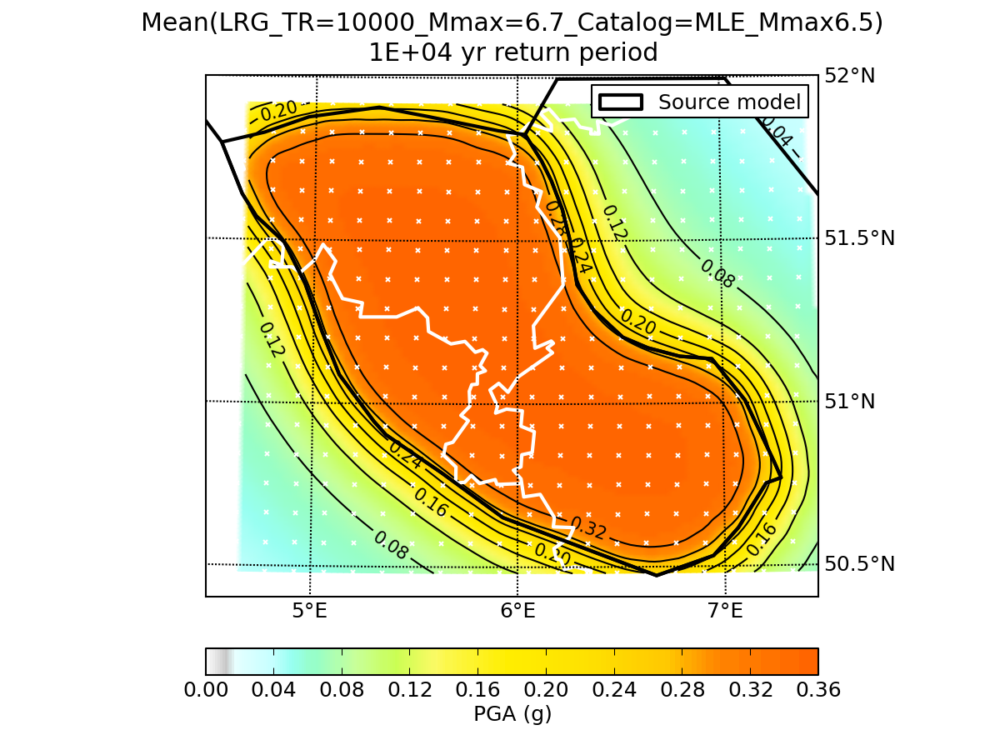 Mean(LRG_TR=10000_Mmax=6.7_Catalog=MLE_Mmax6.5)
1E+04 yr return period
52°N
Source model
0.20
0.04
0.28
0.12
51.5°N
0.24
0.08
0.20
0.12
51°N
0.24
0.16
0.32
0.16
0.08
0.20
50.5°N
5°E 6°E 7°E
0.00 0.04 0.08 0.12 0.16 0.20 0.24 0.28 0.32 0.36
PGA (g)